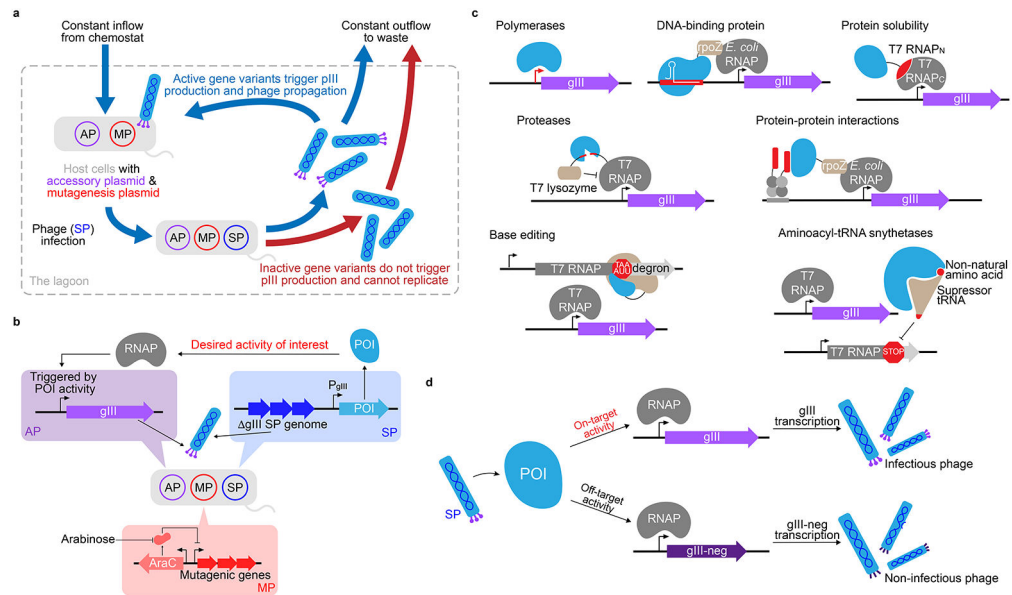 a
Constant inflow
from chemostat
Constant outflow
to waste
Active gene variants trigger pIII
production and phage propagation
AP
MP
Host cells with
accessory plasmid &
mutagenesis plasmid
Phage (SP)
infection
AP
MP
SP
Inactive gene variants do not trigger
pIII production and cannot replicate
The lagoon
b
RNAP
Desired activity of interest
POI
Triggered by
POI activity
gIII
AP
PgIII
POI
ΔgIII SP genome
SP
AP
MP
SP
Arabinose
AraC
Mutagenic genes
MP
c
Polymerases
gIII
DNA-binding protein
rpoZ
E. coli
RNAP
gIII
Protein solubility
T7 RNAPN
T7
RNAPC
gIII
Proteases
T7 lysozyme
T7
RNAP
gIII
Protein-protein interactions
rpoZ
E. coli
RNAP
gIII
Base editing
T7 RNAP
TAA
AUU
degron
T7
RNAP
gIII
Aminoacyl-tRNA snythetases
T7
RNAP
gIII
Non-natural
amino acid
Supressor
tRNA
T7 RNAP
STOP
d
SP
POI
On-target
activity
RNAP
gIII
gIII
transcription
Infectious phage
Off-target
activity
RNAP
gIII-neg
gIII-neg
transcription
Non-infectious phage